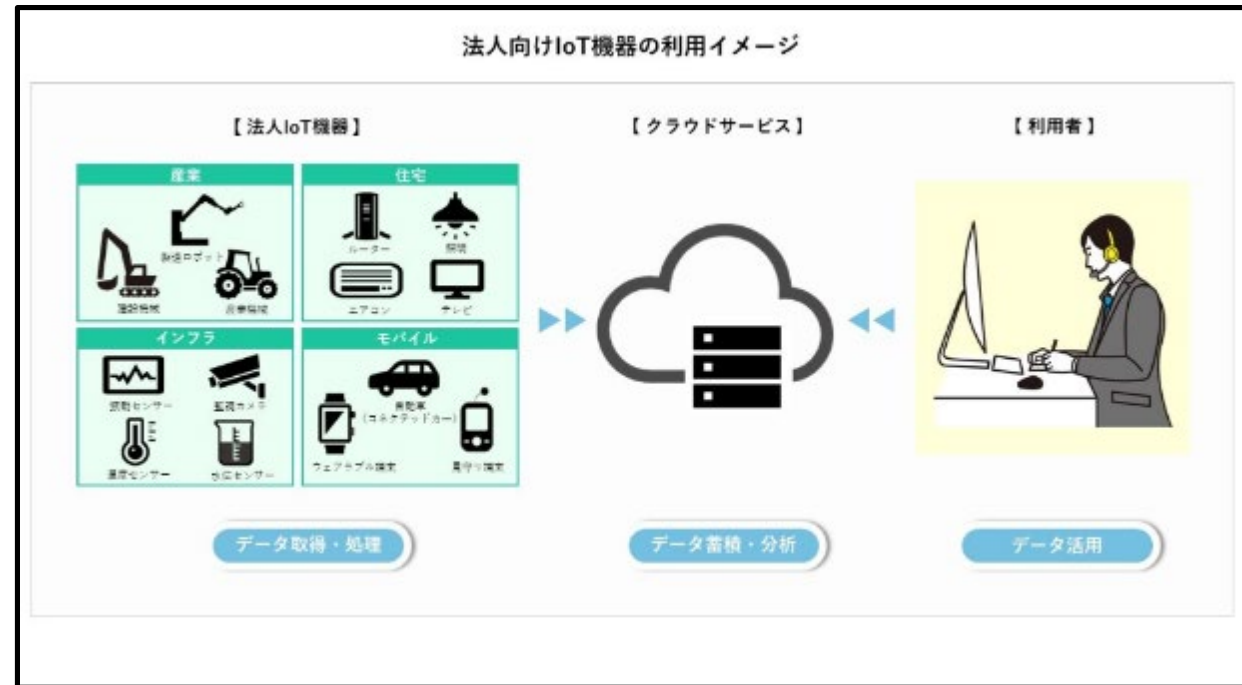 法人向けIoT機器の利用イメージ
【 法人IoT機器 】
【 クラウドサービス 】
【 利用者 】
産業
製造ロボット
建設機械
農業機械
住宅
ルーター
照明
エアコン
テレビ
インフラ
振動センサー
監視カメラ
温度センサー
水位センサー
モバイル
自動車
(コネクテッドカー)
ウェアラブル端末
見守り端末
データ取得・処理
データ蓄積・分析
データ活用